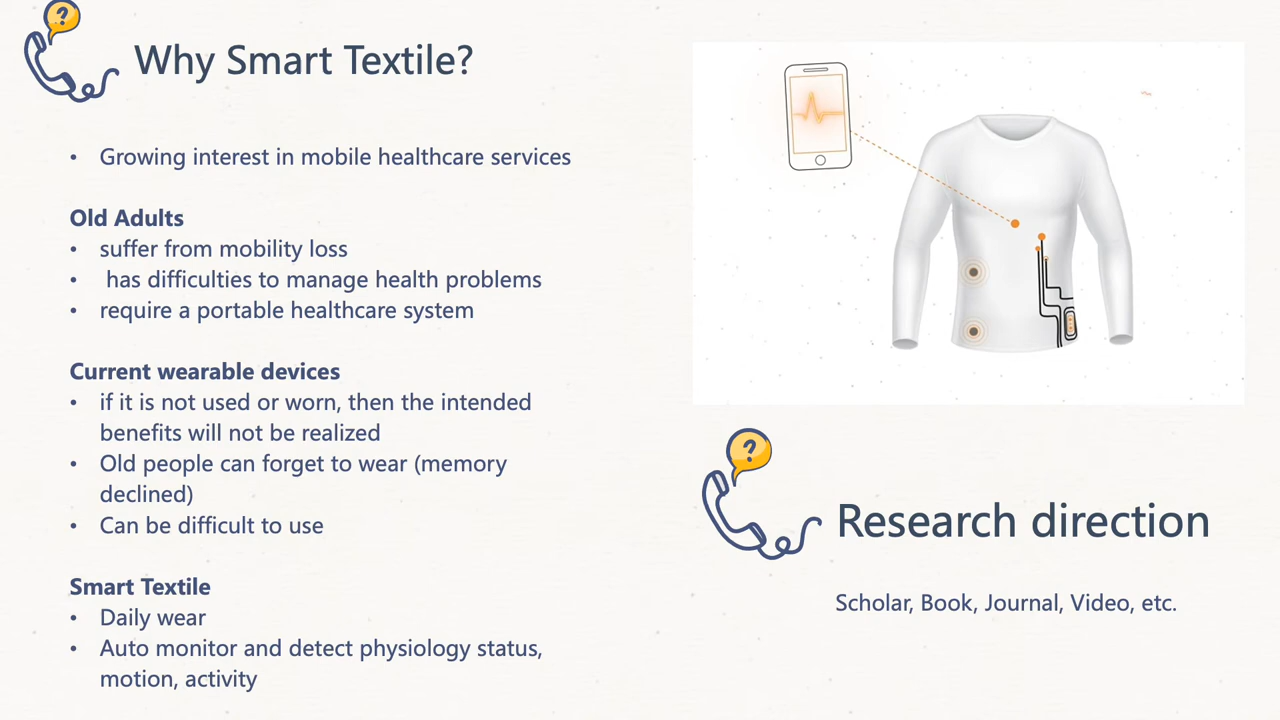 ?
Why Smart Textile?
• Growing interest in mobile healthcare services
Old Adults
• suffer from mobility loss
• has difficulties to manage health problems
• require a portable healthcare system
Current wearable devices
• if it is not used or worn, then the intended
benefits will not be realized
• Old people can forget to wear (memory
declined)
• Can be difficult to use
Smart Textile
• Daily wear
• Auto monitor and detect physiology status,
motion, activity
?
Research direction
Scholar, Book, Journal, Video, etc.